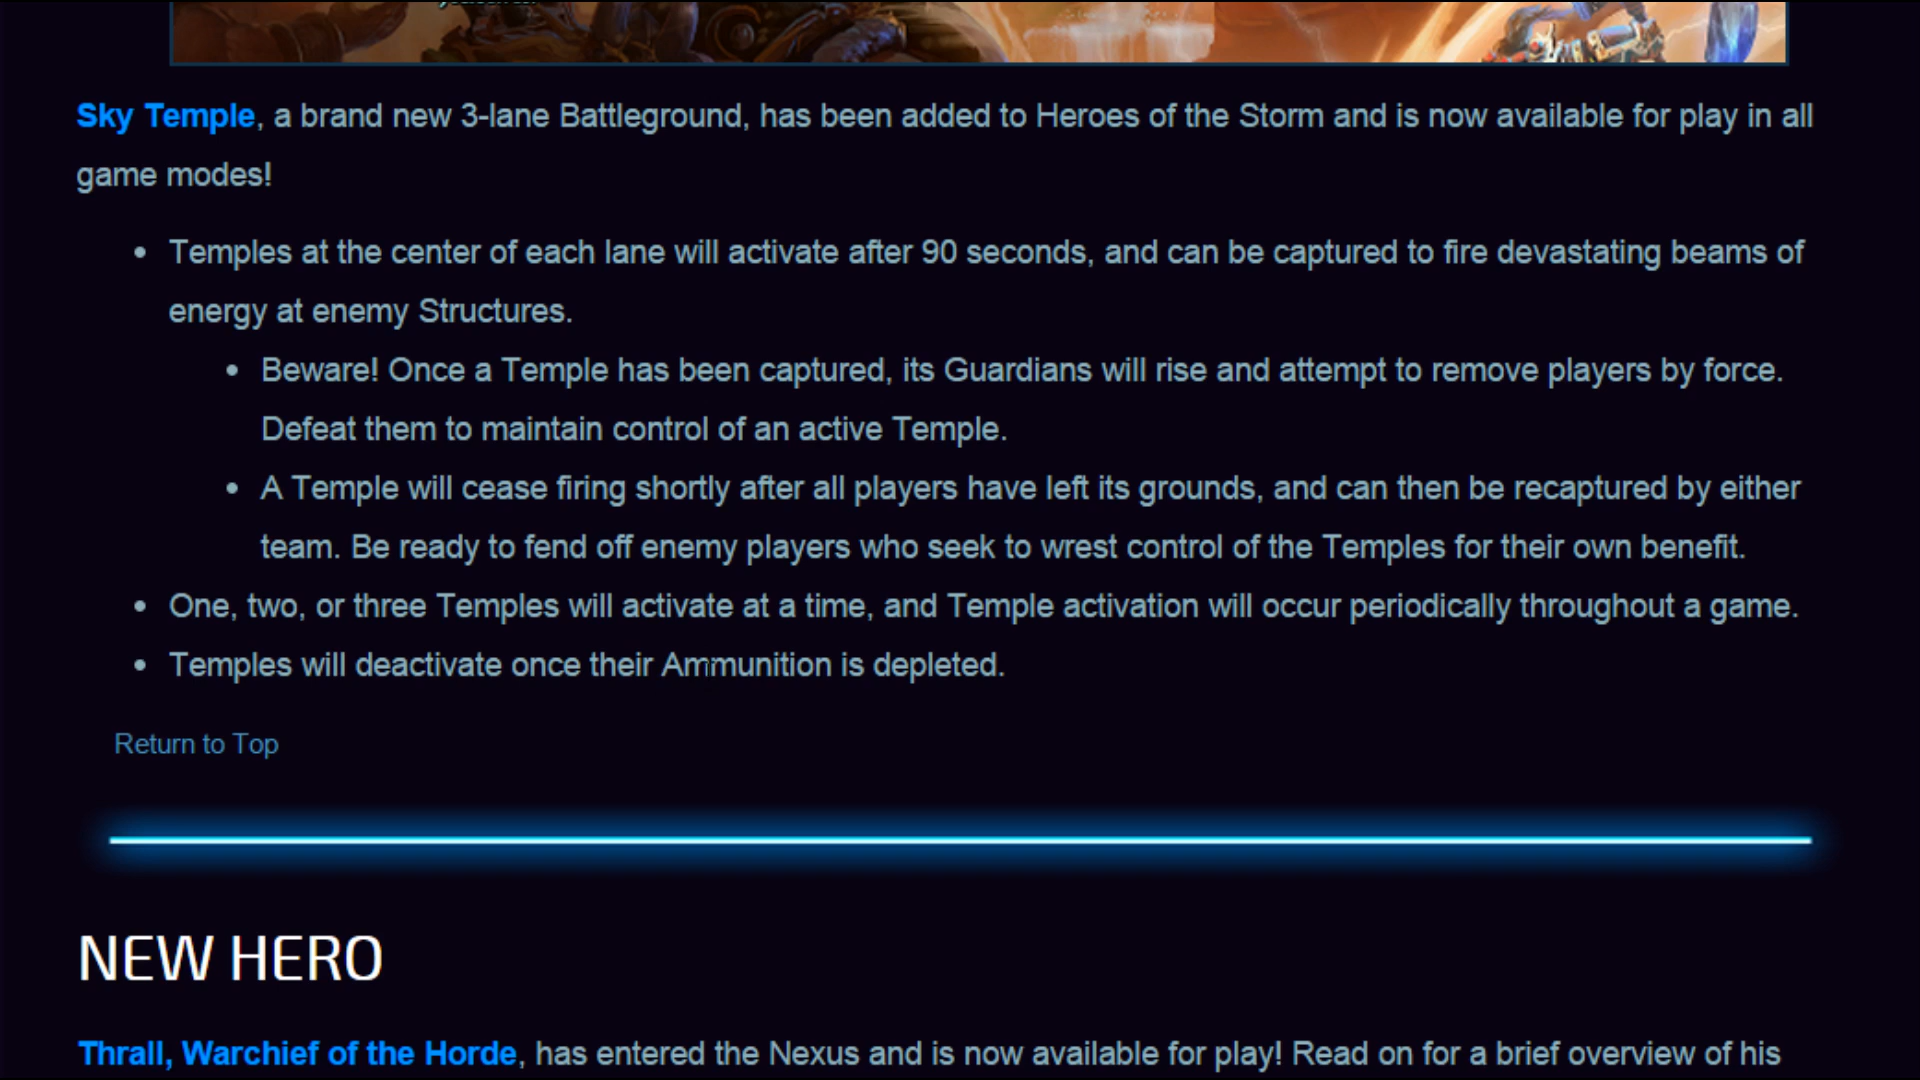 Sky Temple, a brand new 3-lane Battleground, has been added to Heroes of the Storm and is now available for play in all
game modes!
• Temples at the center of each lane will activate after 90 seconds, and can be captured to fire devastating beams of
energy at enemy Structures.
• Beware! Once a Temple has been captured, its Guardians will rise and attempt to remove players by force.
Defeat them to maintain control of an active Temple.
• A Temple will cease firing shortly after all players have left its grounds, and can then be recaptured by either
team. Be ready to fend off enemy players who seek to wrest control of the Temples for their own benefit.
• One, two, or three Temples will activate at a time, and Temple activation will occur periodically throughout a game.
• Temples will deactivate once their Ammunition is depleted.
Return to Top
NEW HERO
Thrall, Warchief of the Horde, has entered the Nexus and is now available for play! Read on for a brief overview of his